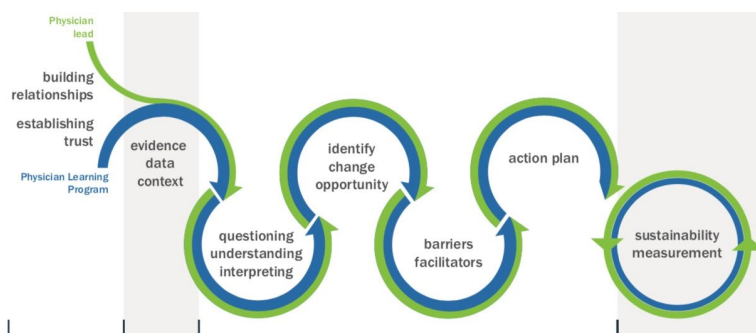 Physician
lead
building
relationships
establishing
trust
Physician Learning
Program
evidence
data
context
questioning
understanding
interpreting
identify
change
opportunity
barriers
facilitators
action plan
sustainability
measurement